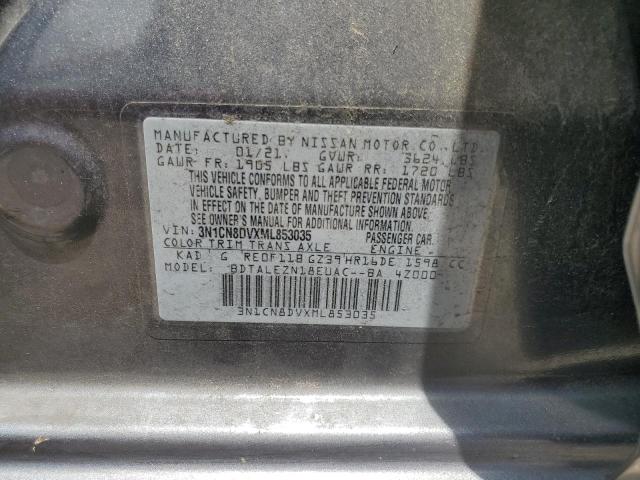 MANUFACTURED BY NISSAN MOTOR CO., LTD.
DATE: 01/21. GVWR: 3624 LBS
GAWR FR: 1905 LBS GAWR RR: 1720 LBS
THIS VEHICLE CONFORMS TO ALL APPLICABLE FEDERAL MOTOR
VEHICLE SAFETY, BUMPER AND THEFT PREVENTION STANDARDS
IN EFFECT ON THE DATE OF MANUFACTURE SHOWN ABOVE.
SEE OWNER'S MANUAL FOR ADDITIONAL INFORMATION.
VIN: 3N1CN8DVXML853035 PASSENGER CAR.
COLOR TRIM TRANS AXLE ENGINE
KAD G RE0F11B GZ39 HR16DE 1598 CC
MODEL: BDTALEZN18EUAC--BA 4Z000-
3N1CN8DVXML853035